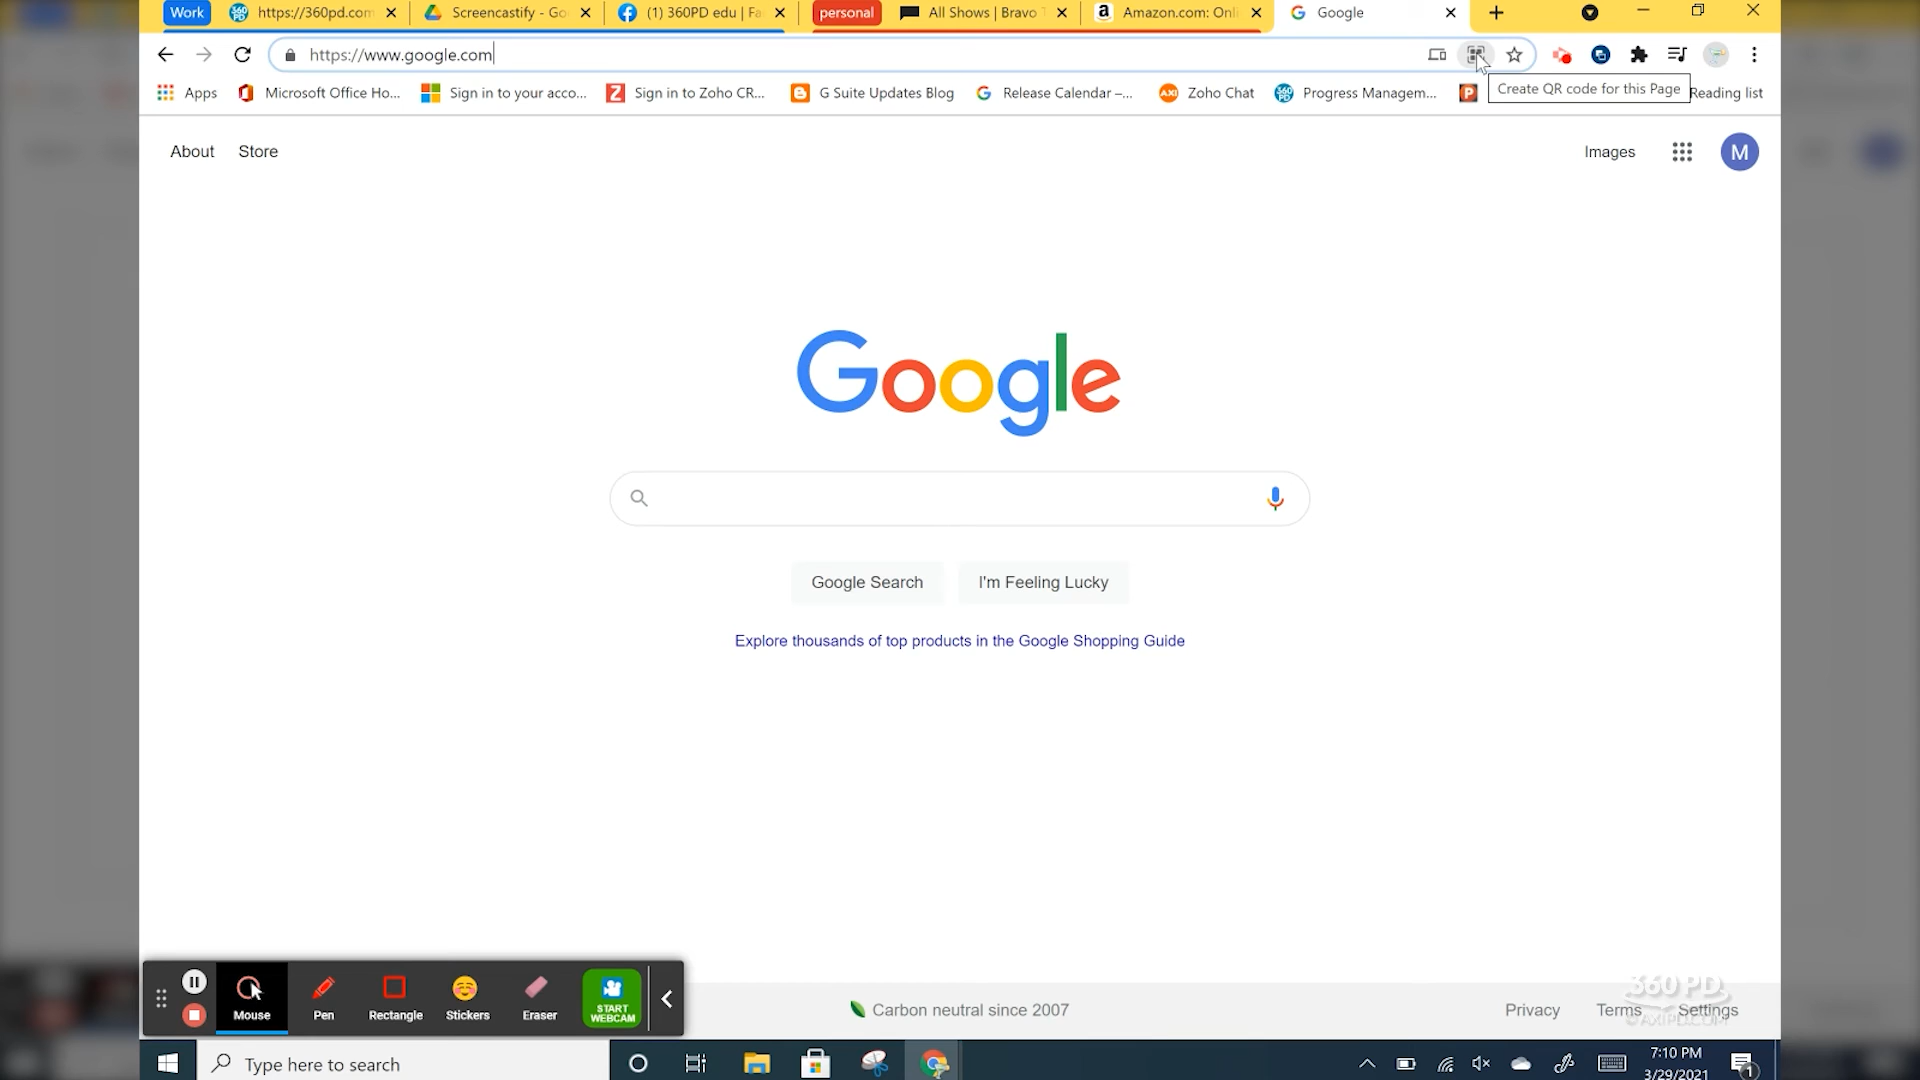 Work https://360pd.com Screencastify - Go (1) 360PD edu | Fa personal All Shows | Bravo T Amazon.com: Onli Google
https://www.google.com
Apps Microsoft Office Ho... Sign in to your acco... Sign in to Zoho CR... G Suite Updates Blog Release Calendar –... Zoho Chat Progress Managem... Create QR code for this Page Reading list
About Store Images M
Google
Google Search I'm Feeling Lucky
Explore thousands of top products in the Google Shopping Guide
Mouse Pen Rectangle Stickers Eraser START WEBCAM
Carbon neutral since 2007 Privacy Terms Settings
360 PD
©AXIPD.COM
Type here to search
7:10 PM
3/29/2021
1